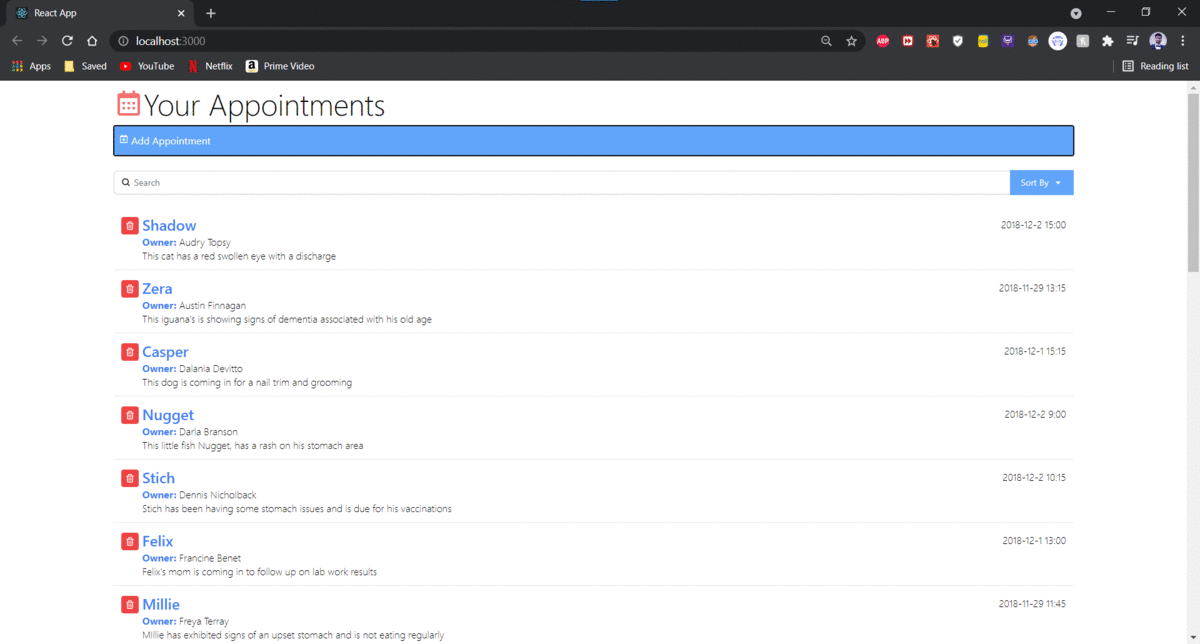 React App
localhost:3000
ABP
Apps Saved YouTube Netflix Prime Video Reading list
Your Appointments
Add Appointment
Search Sort By
Shadow 2018-12-2 15:00
Owner: Audry Topsy
This cat has a red swollen eye with a discharge
Zera 2018-11-29 13:15
Owner: Austin Finnagan
This iguana's is showing signs of dementia associated with his old age
Casper 2018-12-1 15:15
Owner: Dalania Devitto
This dog is coming in for a nail trim and grooming
Nugget 2018-12-2 9:00
Owner: Darla Branson
This little fish Nugget, has a rash on his stomach area
Stich 2018-12-2 10:15
Owner: Dennis Nicholback
Stich has been having some stomach issues and is due for his vaccinations
Felix 2018-12-1 13:00
Owner: Francine Benet
Felix's mom is coming in to follow up on lab work results
Millie 2018-11-29 11:45
Owner: Freya Terray
MIllie has exhibited signs of an upset stomach and is not eating regularly